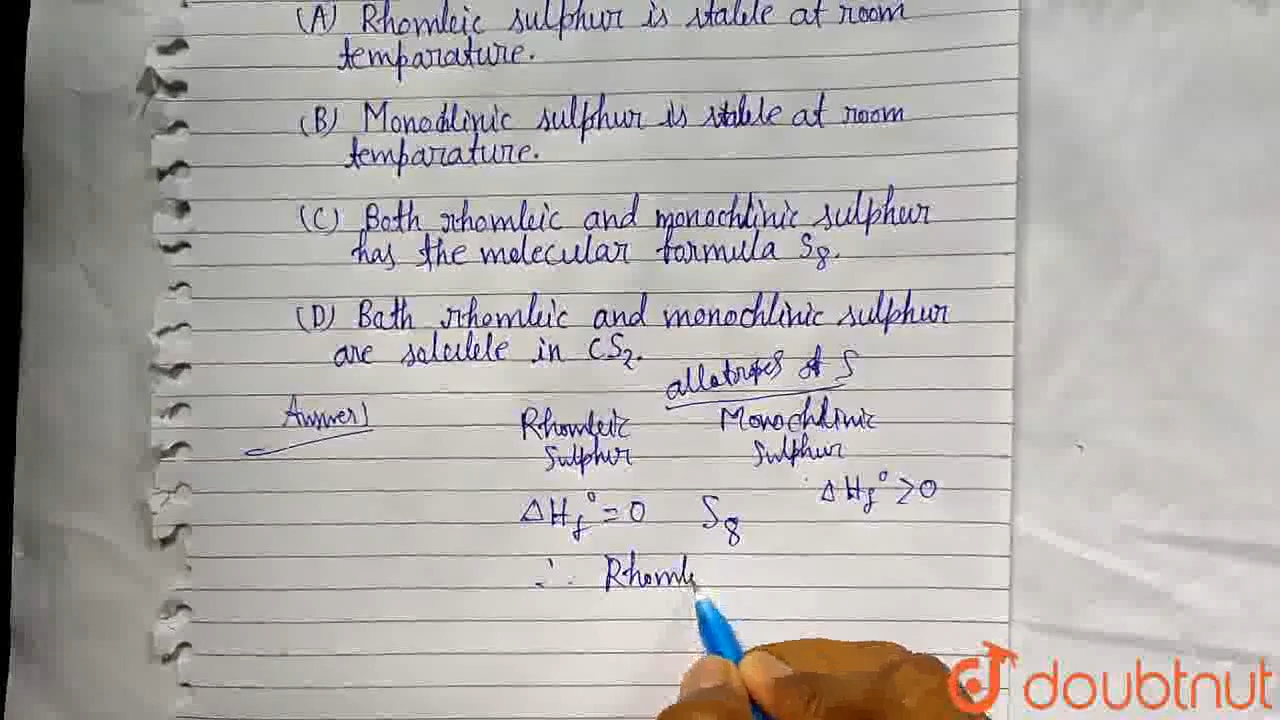 (A) Rhombic sulphur is stable at room
temparature.
(B) Monoclinic sulphur is stable at room
temparature.
(C) Both rhombic and monochlinic sulphur
has the molecular formula S8.
(D) Bath rhombic and monochlinic sulphur
are soluble in CS2.
allotropes of S
Answer)
Rhombic
Sulphur
Monochlinic
Sulphur
ΔHf° = 0
S8
ΔHf° > 0
∴ Rhomb
doubtnut